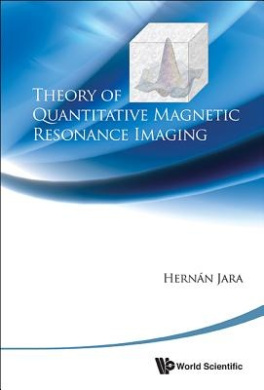 THEORY OF
QUANTITATIVE MAGNETIC
RESONANCE IMAGING
HERNÁN JARA
World Scientific